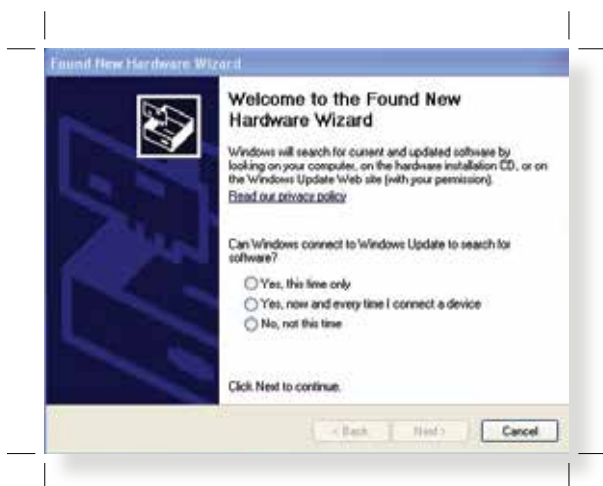 Found New Hardware Wizard
Welcome to the Found New
Hardware Wizard
Windows will search for current and updated software by
looking on your computer, on the hardware installation CD, or on
the Windows Update Web site (with your permission).
Read our privacy policy
Can Windows connect to Windows Update to search for
software?
Yes, this time only
Yes, now and every time I connect a device
No, not this time
Click Next to continue.
< Back
Next >
Cancel